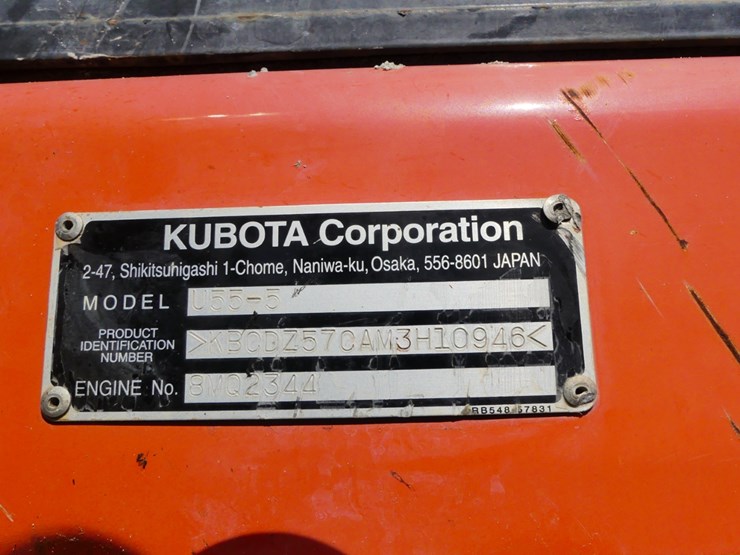 KUBOTA Corporation
2-47, Shikitsuhigashi 1-Chome, Naniwa-ku, Osaka, 556-8601 JAPAN
MODEL U55-5
PRODUCT
IDENTIFICATION
NUMBER >KBCDZ57CAM3H10946<
ENGINE No. 8MQ2344
RB548-57831